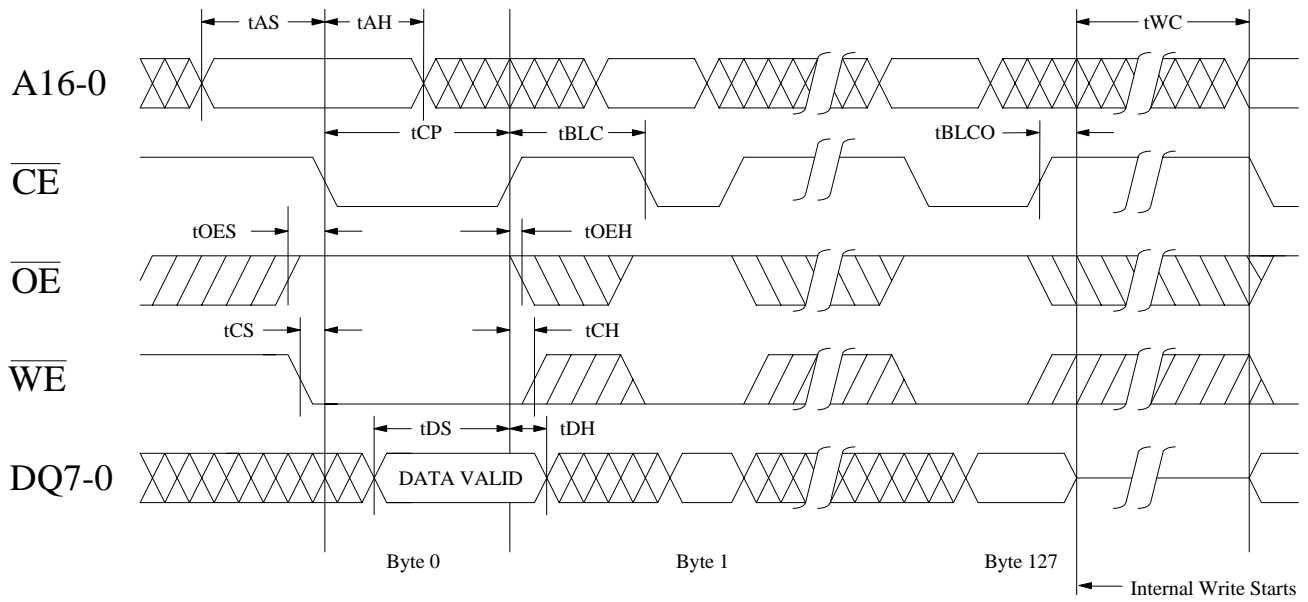 tAS tAH tWC
A16-0
tCP tBLC tBLCO
CE
tOES tOEH
OE
tCS tCH
WE
tDS tDH
DQ7-0 DATA VALID
Byte 0 Byte 1 Byte 127
Internal Write Starts